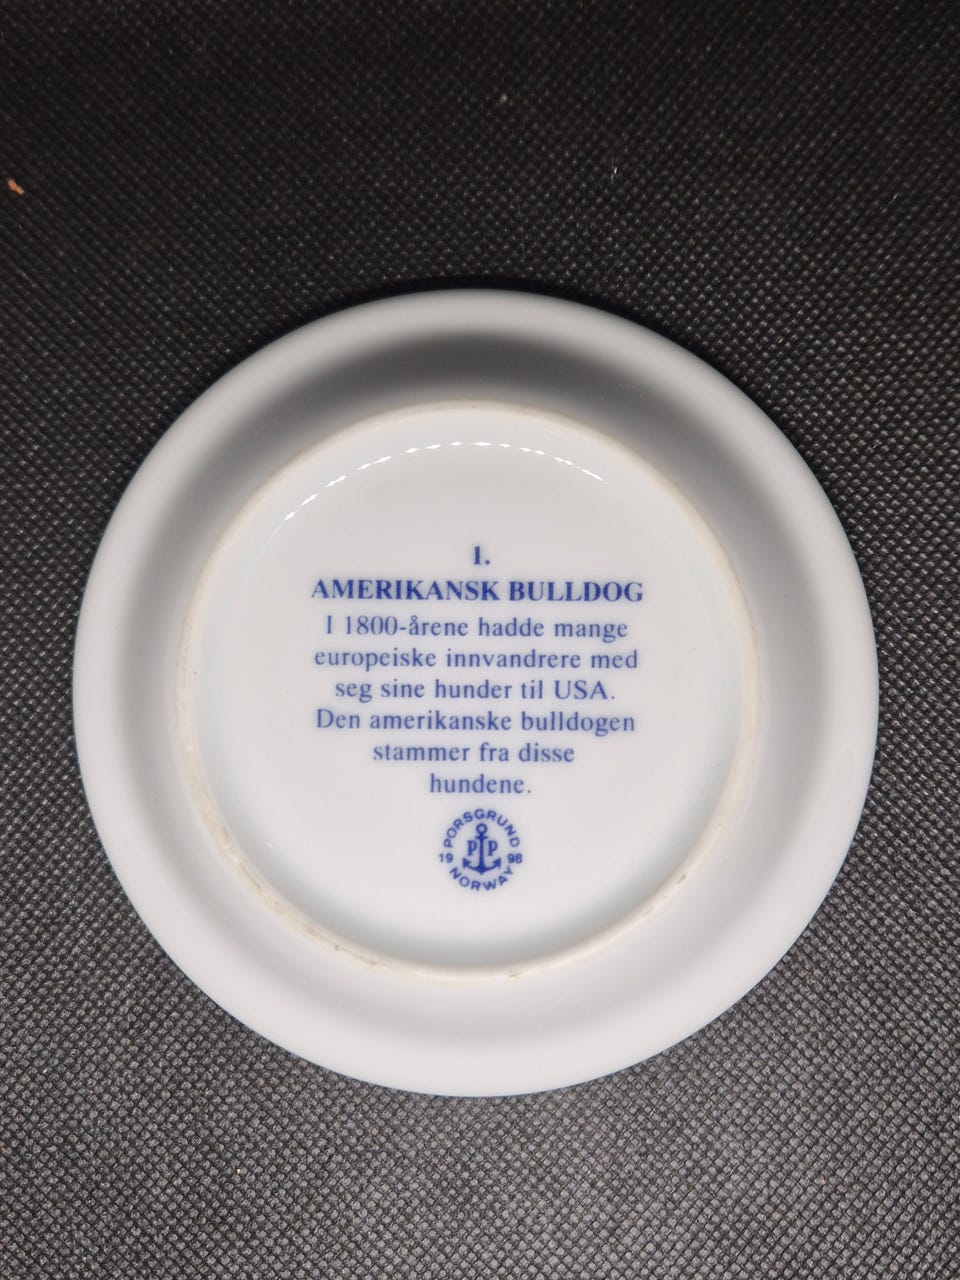 1.
AMERIKANSK BULLDOG
I 1800-årene hadde mange
europeiske innvandrere med
seg sine hunder til USA.
Den amerikanske bulldogen
stammer fra disse
hundene.
PORSGRUND
PP
19 98
NORWAY